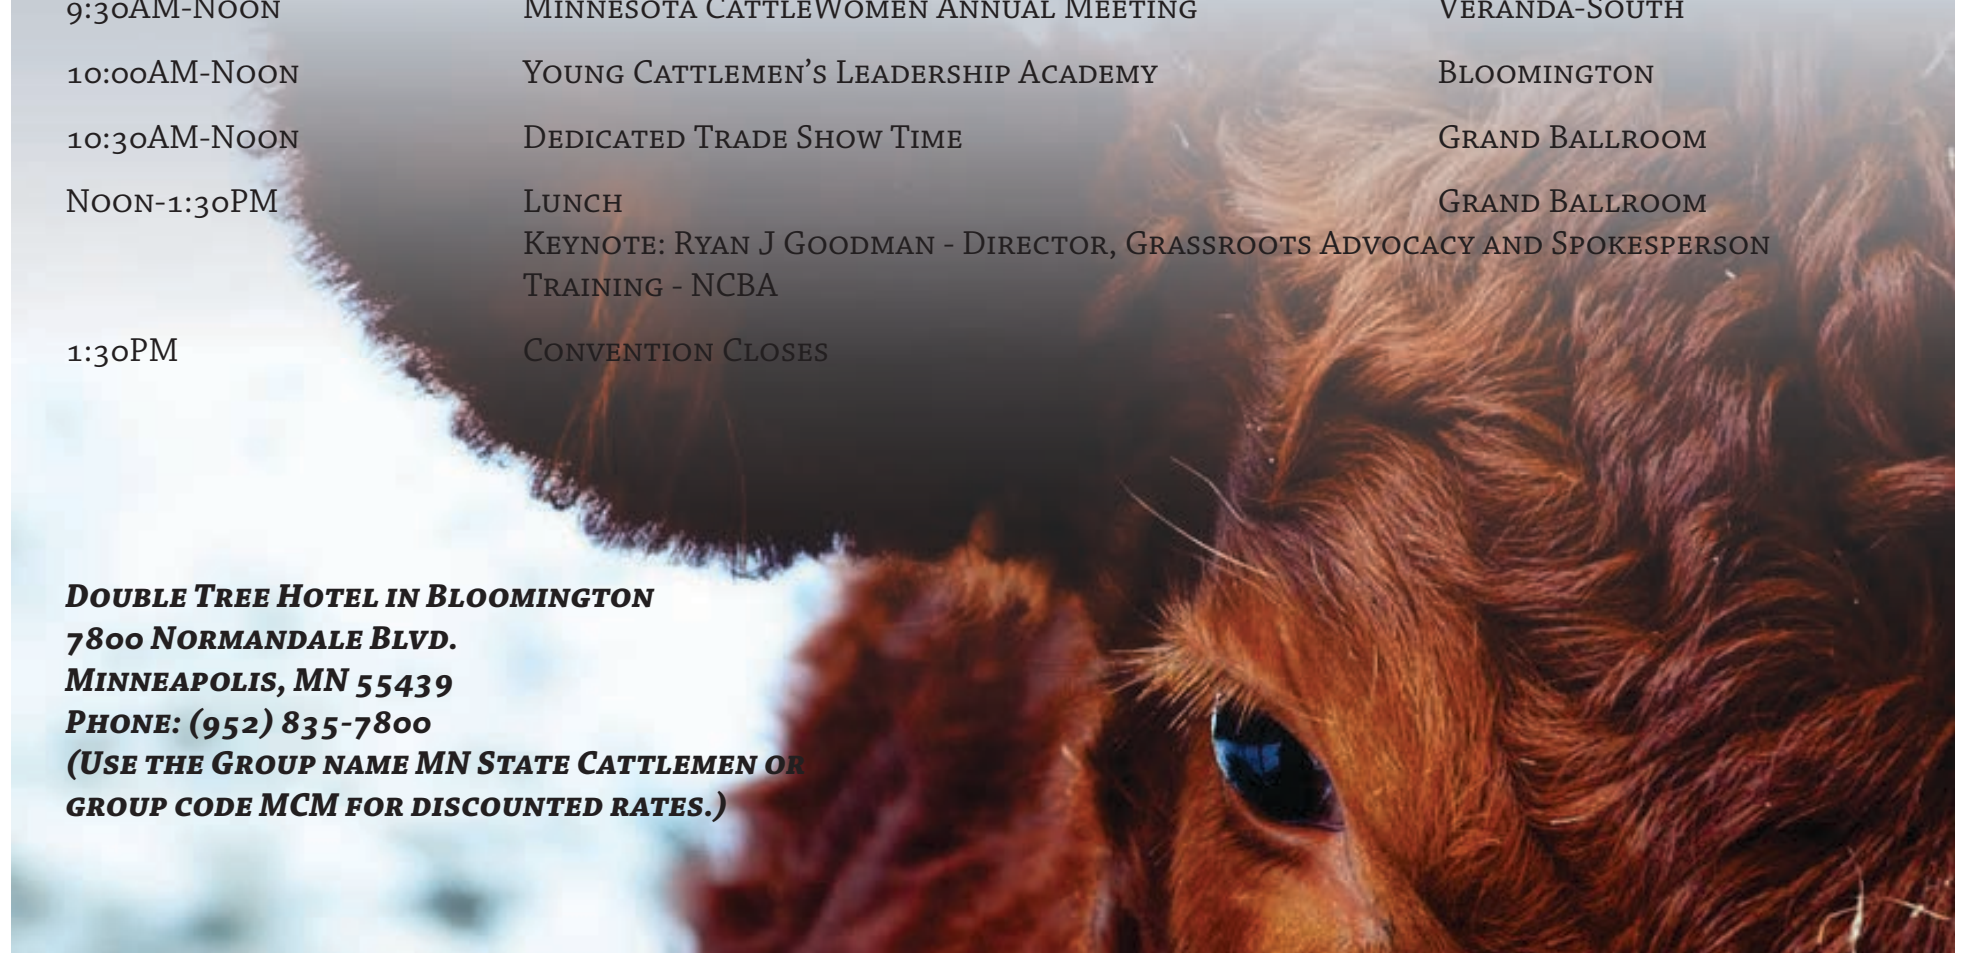 9:30AM-Noon Minnesota CattleWomen Annual Meeting Veranda-South
10:00AM-Noon Young Cattlemen’s Leadership Academy Bloomington
10:30AM-Noon Dedicated Trade Show Time Grand Ballroom
Noon-1:30PM Lunch Grand Ballroom
Keynote: Ryan J Goodman - Director, Grassroots Advocacy and Spokesperson
Training - NCBA
1:30PM Convention Closes
Double Tree Hotel in Bloomington
7800 Normandale Blvd.
Minneapolis, MN 55439
Phone: (952) 835-7800
(Use the Group name MN State Cattlemen or
group code MCM for discounted rates.)